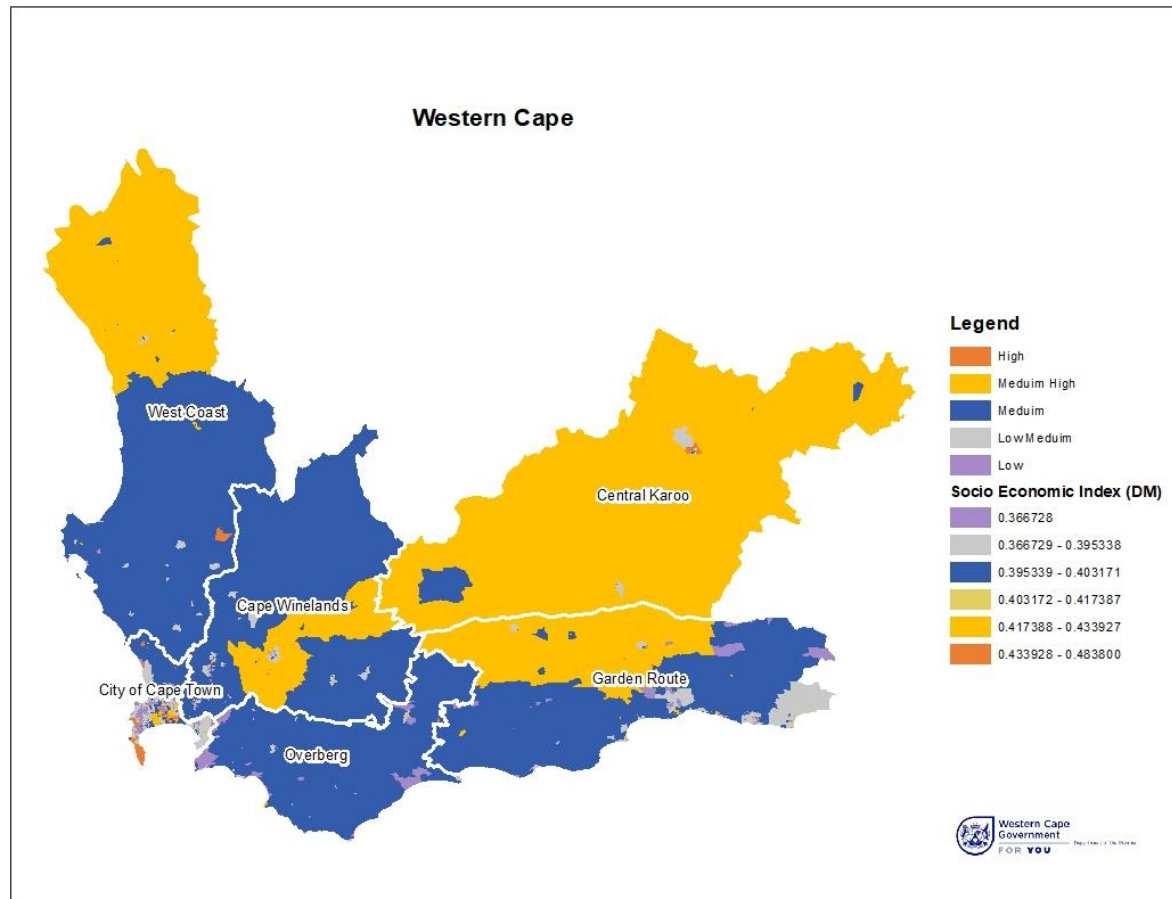 Western Cape
West Coast
Central Karoo
Cape Winelands
City of Cape Town
Garden Route
Overberg
Legend
High
Meduim High
Meduim
Low Meduim
Low
Socio Economic Index (DM)
0.366728
0.366729 - 0.395338
0.395339 - 0.403171
0.403172 - 0.417387
0.417388 - 0.433927
0.433928 - 0.483800
Western Cape
Government
FOR YOU